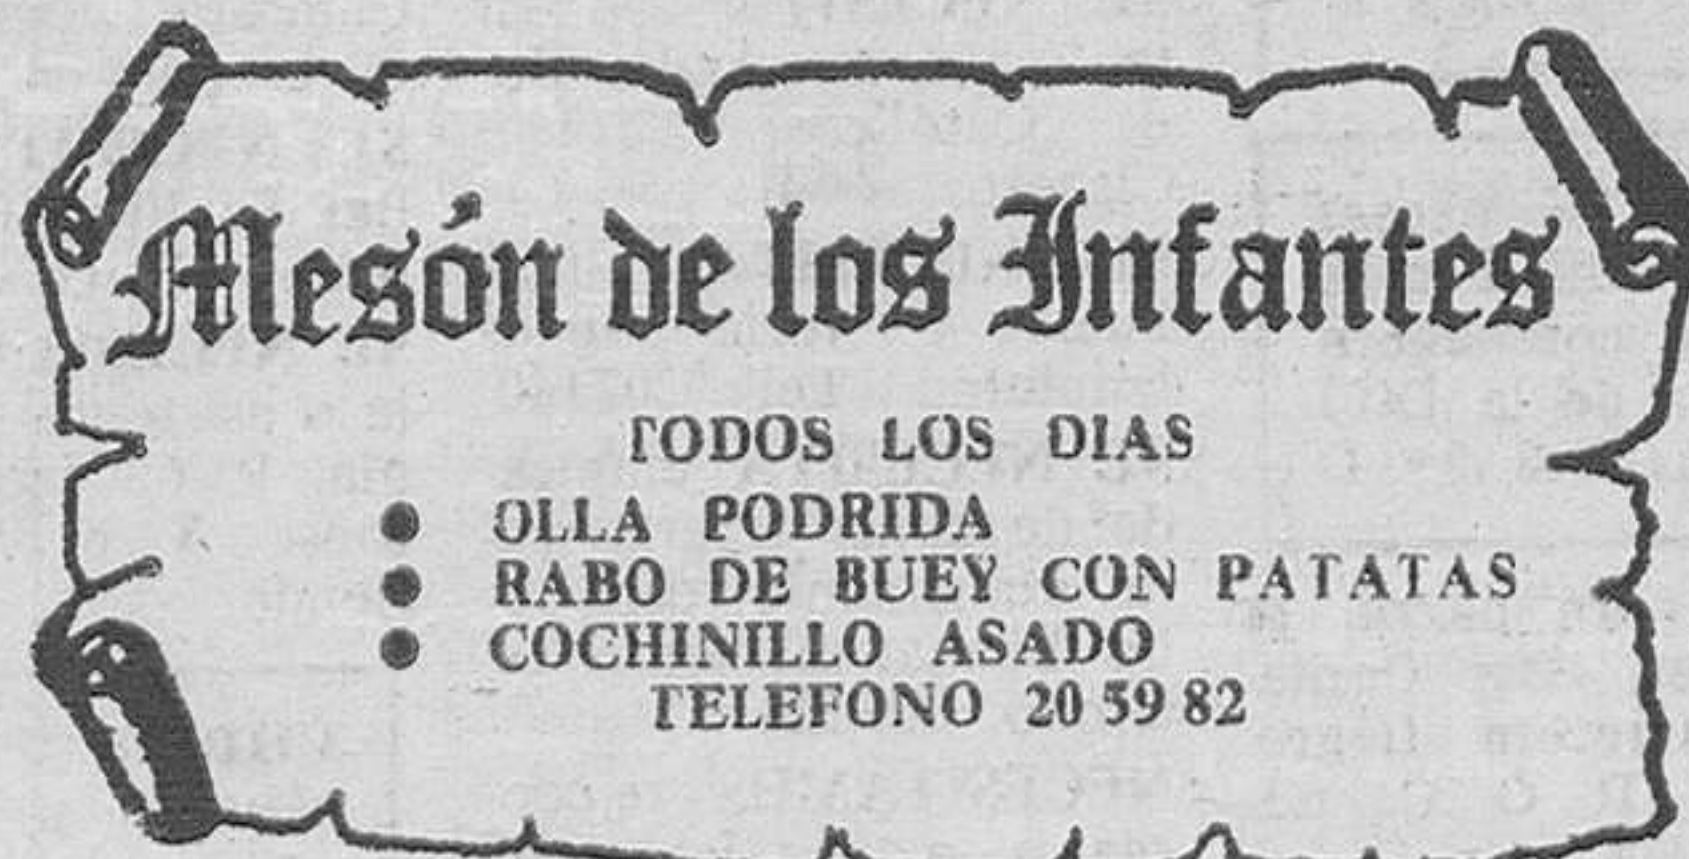 Mesón de los Infantes
TODOS LOS DIAS
● OLLA PODRIDA
● RABO DE BUEY CON PATATAS
● COCHINILLO ASADO
TELEFONO 20 59 82